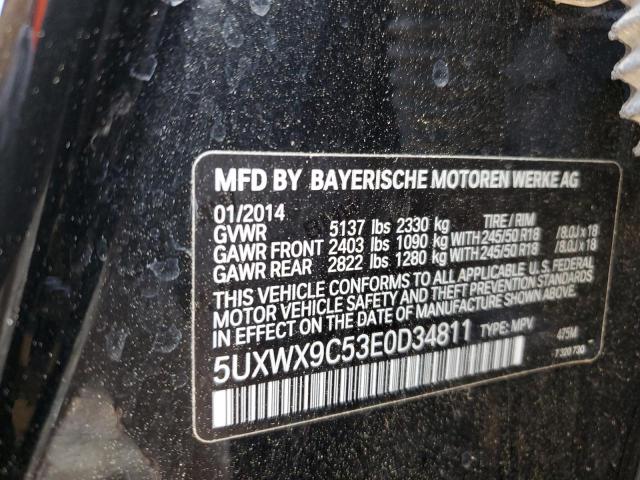 MFD BY BAYERISCHE MOTOREN WERKE AG
01/2014 TIRE / RIM
GVWR 5137 lbs 2330 kg
GAWR FRONT 2403 lbs 1090 kg WITH 245/50 R18 / 8.0J x 18
GAWR REAR 2822 lbs 1280 kg WITH 245/50 R18 / 8.0J x 18
THIS VEHICLE CONFORMS TO ALL APPLICABLE U. S. FEDERAL
MOTOR VEHICLE SAFETY AND THEFT PREVENTION STANDARDS
IN EFFECT ON THE DATE OF MANUFACTURE SHOWN ABOVE.
5UXWX9C53E0D34811 TYPE: MPV 475M
7320730